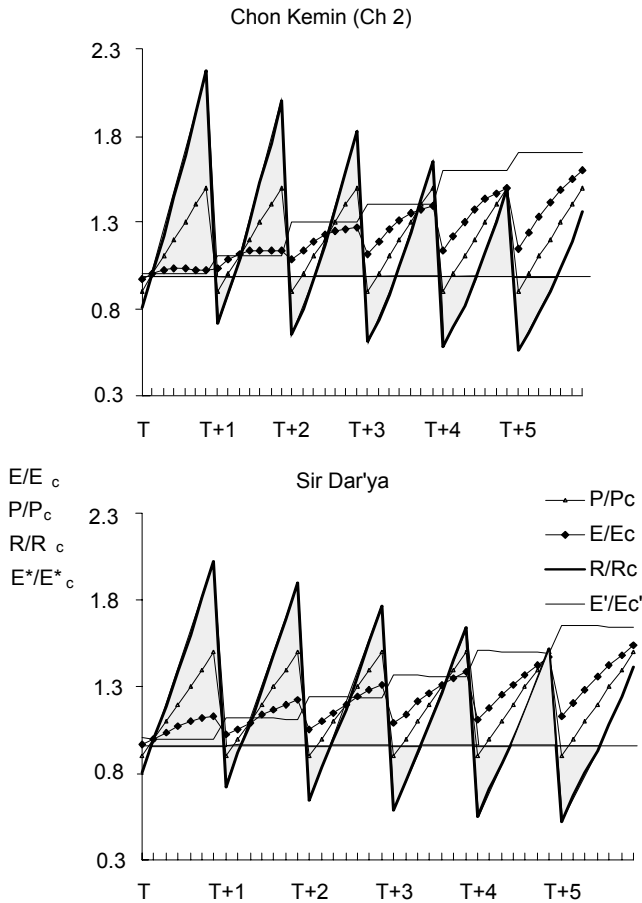 Chon Kemin (Ch 2)
2.3
1.8
1.3
0.8
0.3
T T+1 T+2 T+3 T+4 T+5
Sir Dar'ya
E/E c
P/Pc
R/R c
E*/E* c
2.3
1.8
1.3
0.8
0.3
P/Pc
E/Ec
R/Rc
E'/Ec'
T T+1 T+2 T+3 T+4 T+5